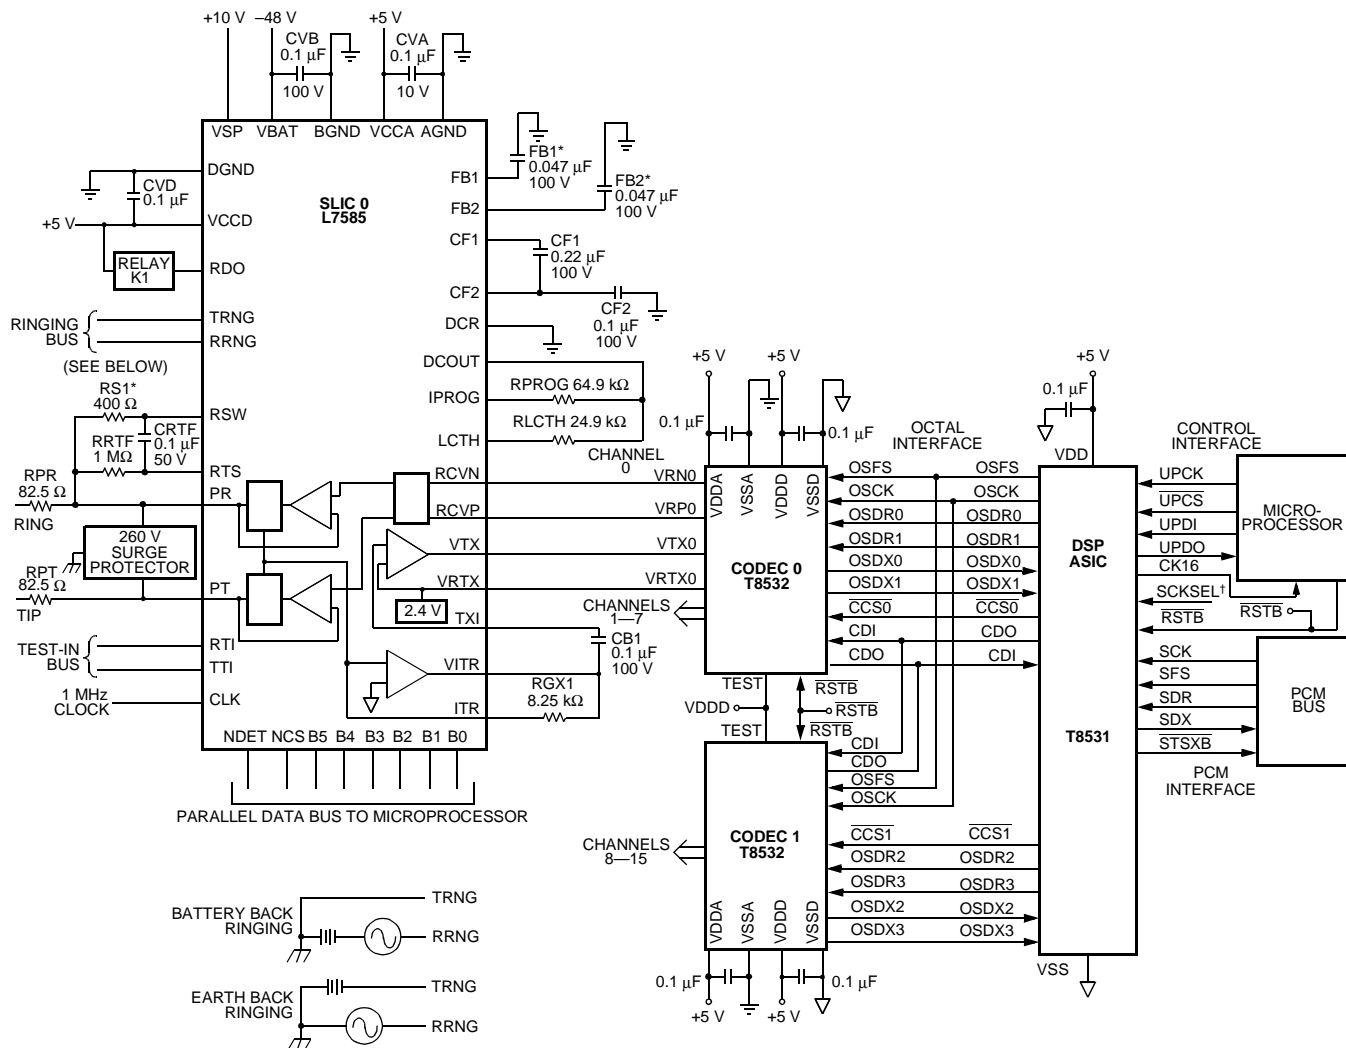 +10 V
–48 V
+5 V
CVB
0.1 µF
100 V
CVA
0.1 µF
10 V
VSP
VBAT
BGND
VCCA
AGND
DGND
CVD
0.1 µF
+5 V
VCCD
RELAY
K1
RDO
SLIC 0
L7585
FB1
FB1*
0.047 µF
100 V
FB2
FB2*
0.047 µF
100 V
CF1
CF1
0.22 µF
100 V
CF2
CF2
0.1 µF
100 V
DCR
DCOUT
IPROG
RPROG 64.9 kΩ
LCTH
RLCTH 24.9 kΩ
CHANNEL
0
RINGING
BUS
TRNG
RRNG
(SEE BELOW)
RS1*
400 Ω
RSW
CRTF
0.1 µF
50 V
RRTF
1 MΩ
RTS
RPR
82.5 Ω
RING
PR
260 V
SURGE
PROTECTOR
RPT
82.5 Ω
TIP
PT
TEST-IN
BUS
RTI
TTI
1 MHz
CLOCK
CLK
RCVN
RCVP
VTX
VRTX
2.4 V
TXI
VITR
ITR
CB1
0.1 µF
100 V
RGX1
8.25 kΩ
VRN0
VRP0
VTX0
VRTX0
CHANNELS
1—7
NDET
NCS
B5
B4
B3
B2
B1
B0
PARALLEL DATA BUS TO MICROPROCESSOR
+5 V
+5 V
0.1 µF
0.1 µF
VDDA
VSSA
VDDD
VSSD
CODEC 0
T8532
TEST
VDDD
TEST
RSTB
RSTB
RSTB
OCTAL
INTERFACE
OSFS
OSFS
OSCK
OSCK
OSDR0
OSDR0
OSDR1
OSDR1
OSDX0
OSDX0
OSDX1
OSDX1
CCS0
CCS0
CDI
CDO
CDO
CDI
CDI
CDO
OSFS
OSCK
CHANNELS
8—15
CODEC 1
T8532
CCS1
CCS1
OSDR2
OSDR2
OSDR3
OSDR3
OSDX2
OSDX2
OSDX3
OSDX3
VDDA
VSSA
VDDD
VSSD
0.1 µF
0.1 µF
+5 V
+5 V
+5 V
0.1 µF
VDD
DSP
ASIC
T8531
VSS
CONTROL
INTERFACE
UPCK
UPCS
UPDI
UPDO
CK16
SCKSEL†
RSTB
RSTB
MICRO-
PROCESSOR
SCK
SFS
SDR
SDX
STSXB
PCM
BUS
PCM
INTERFACE
BATTERY BACK
RINGING
TRNG
RRNG
EARTH BACK
RINGING
TRNG
RRNG